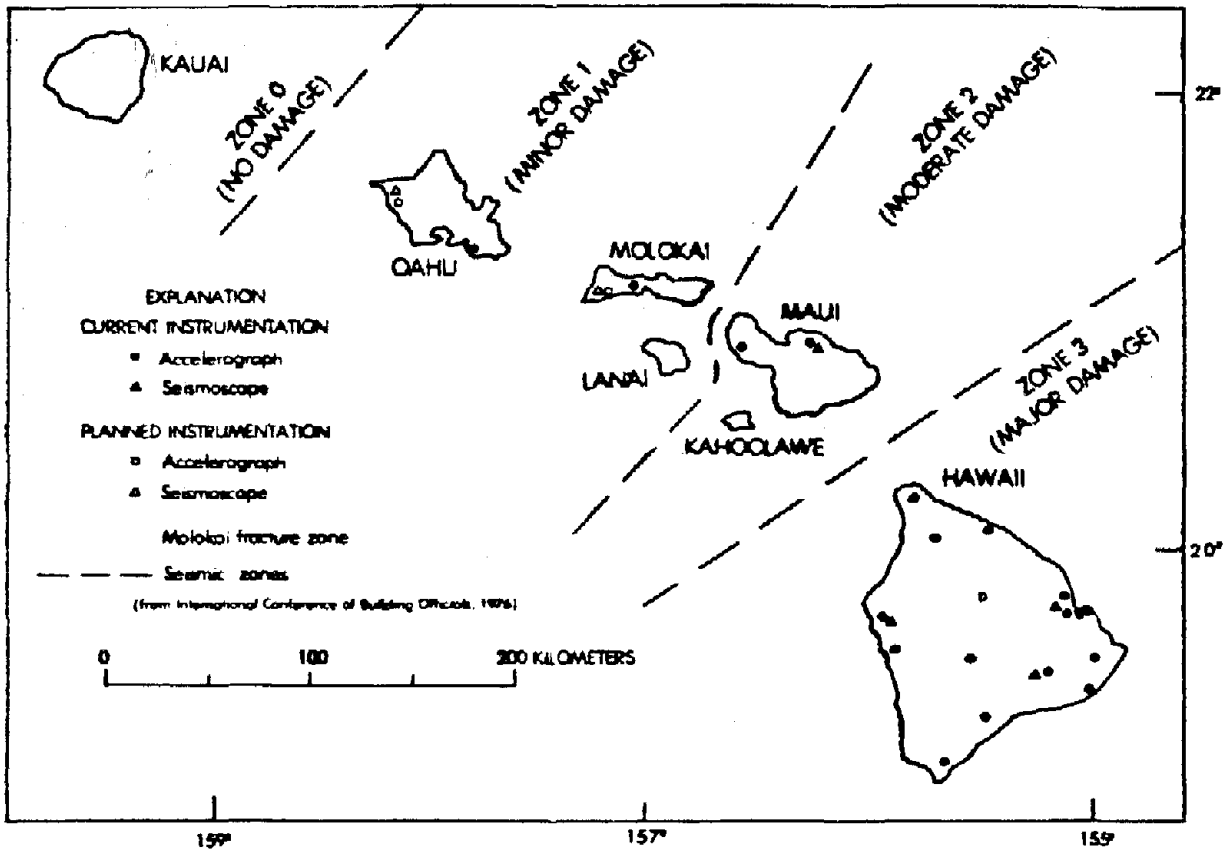 KAUAI
ZONE 0
(NO DAMAGE)
ZONE 1
(MINOR DAMAGE)
ZONE 2
(MODERATE DAMAGE)
22°
OAHU
MOLOKAI
MAUI
LANAI
KAHOOLAWE
ZONE 3
(MAJOR DAMAGE)
HAWAII
20°
EXPLANATION
CURRENT INSTRUMENTATION
Accelerograph
Seismoscope
PLANNED INSTRUMENTATION
Accelerograph
Seismoscope
Molokai fracture zone
Seismic zones
(from International Conference of Building Officials, 1976)
0 100 200 KILOMETERS
159° 157° 155°